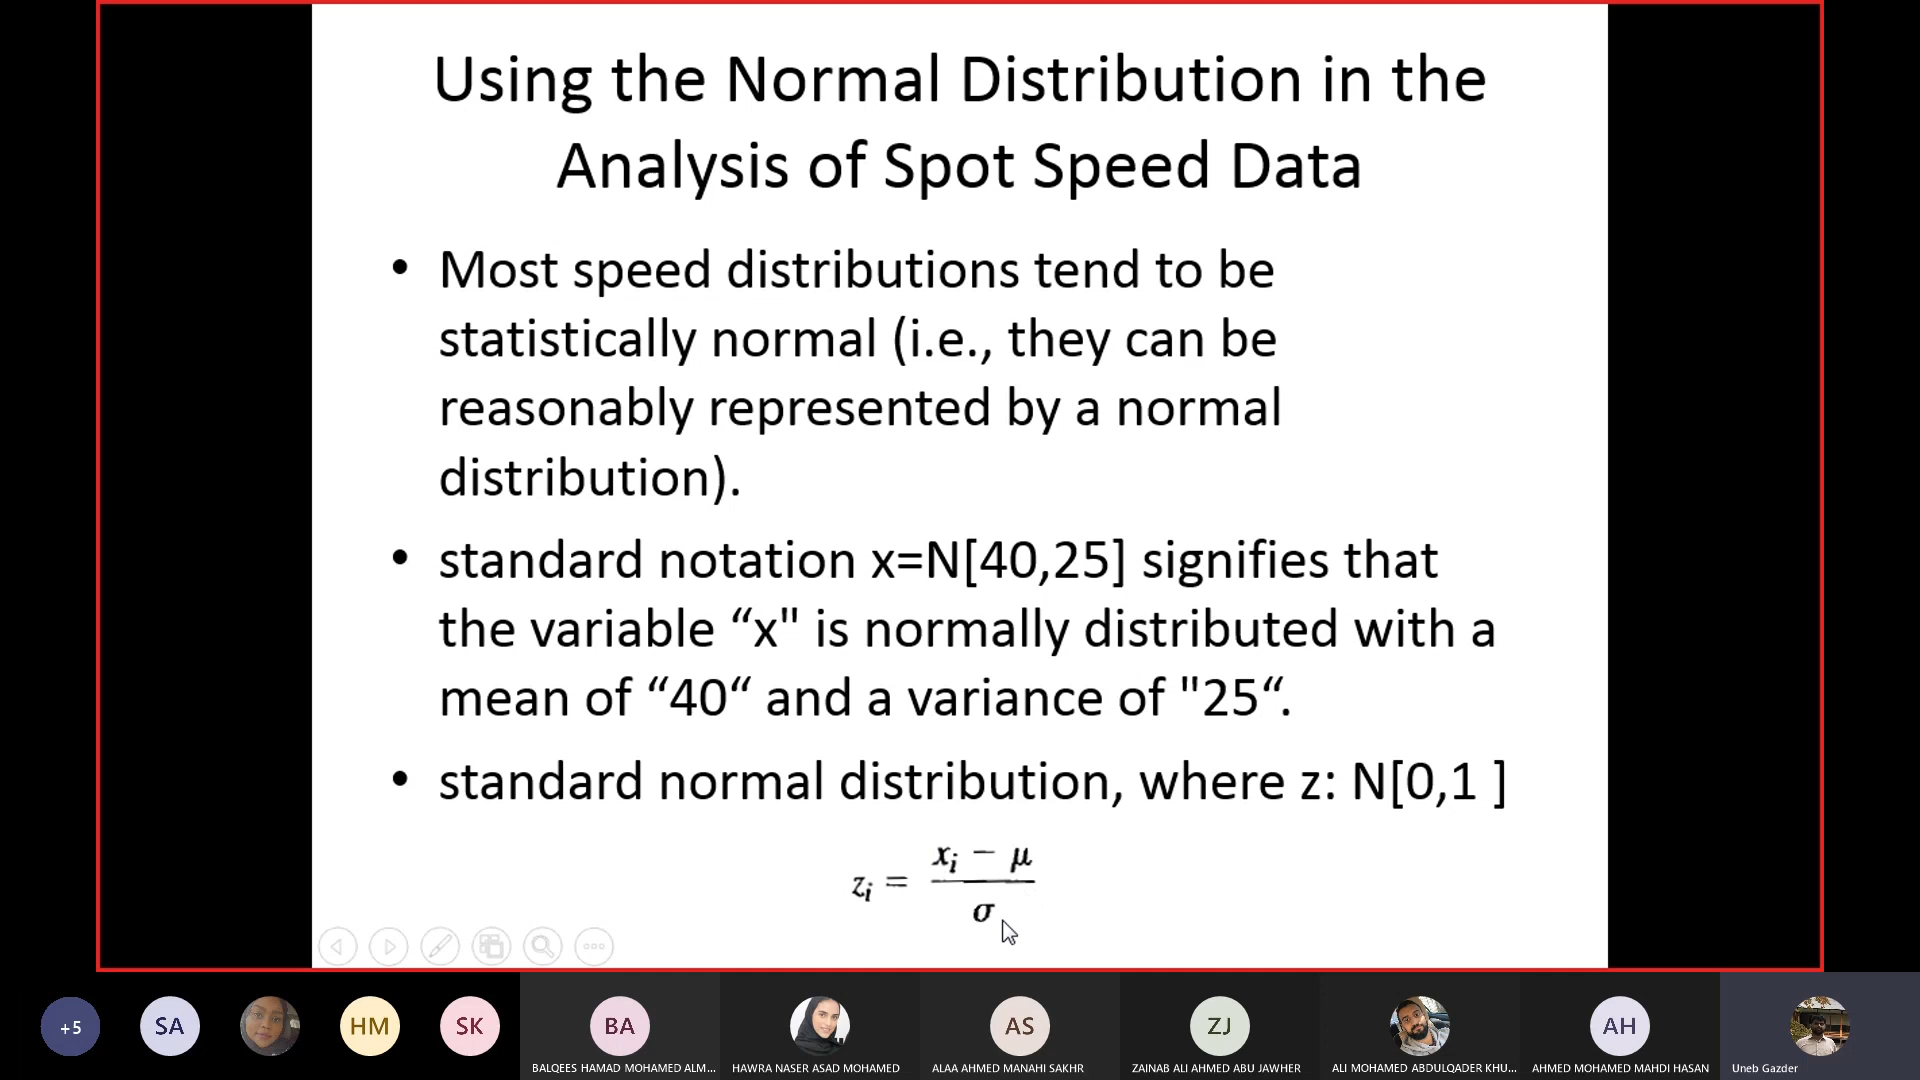 Using the Normal Distribution in the
Analysis of Spot Speed Data
• Most speed distributions tend to be
statistically normal (i.e., they can be
reasonably represented by a normal
distribution).
• standard notation x=N[40,25] signifies that
the variable “x" is normally distributed with a
mean of “40“ and a variance of "25“.
• standard normal distribution, where z: N[0,1 ]
zᵢ = (xᵢ − μ) / σ
+5
SA
HM
SK
BA
AS
ZJ
AH
BALQEES HAMAD MOHAMED ALM...
HAWRA NASER ASAD MOHAMED
ALAA AHMED MANAHI SAKHR
ZAINAB ALI AHMED ABU JAWHER
ALI MOHAMED ABDULQADER KHU...
AHMED MOHAMED MAHDI HASAN
Uneb Gazder